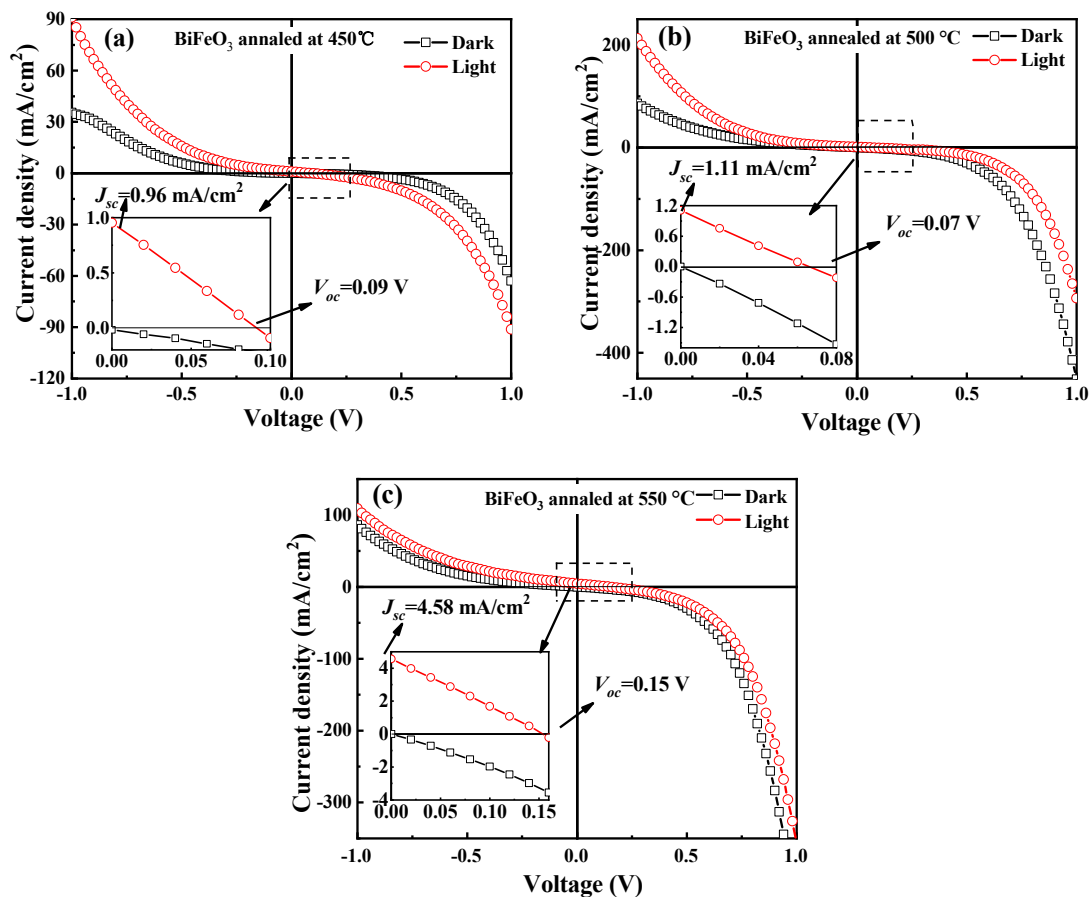 (a)
BiFeO3 annaled at 450℃
Dark
Light
Current density (mA/cm2)
90
60
30
0
-30
-60
-90
-120
-1.0
-0.5
0.0
0.5
1.0
Voltage (V)
Jsc=0.96 mA/cm2
Voc=0.09 V
1.0
0.5
0.0
0.00
0.05
0.10
(b)
BiFeO3 annealed at 500 °C
Dark
Light
Current density (mA/cm2)
200
0
-200
-400
-1.0
-0.5
0.0
0.5
1.0
Voltage (V)
Jsc=1.11 mA/cm2
Voc=0.07 V
1.2
0.6
0.0
-0.6
-1.2
0.00
0.04
0.08
(c)
BiFeO3 annaled at 550 °C
Dark
Light
Current density (mA/cm2)
100
0
-100
-200
-300
-1.0
-0.5
0.0
0.5
1.0
Voltage (V)
Jsc=4.58 mA/cm2
Voc=0.15 V
4
2
0
-2
-4
0.00
0.05
0.10
0.15